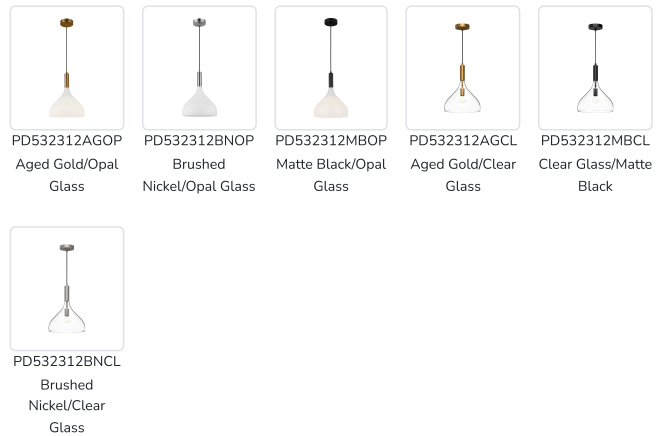 PD532312AGOP
Aged Gold/Opal
Glass
PD532312BNOP
Brushed
Nickel/Opal Glass
PD532312MBOP
Matte Black/Opal
Glass
PD532312AGCL
Aged Gold/Clear
Glass
PD532312MBCL
Clear Glass/Matte
Black
PD532312BNCL
Brushed
Nickel/Clear
Glass